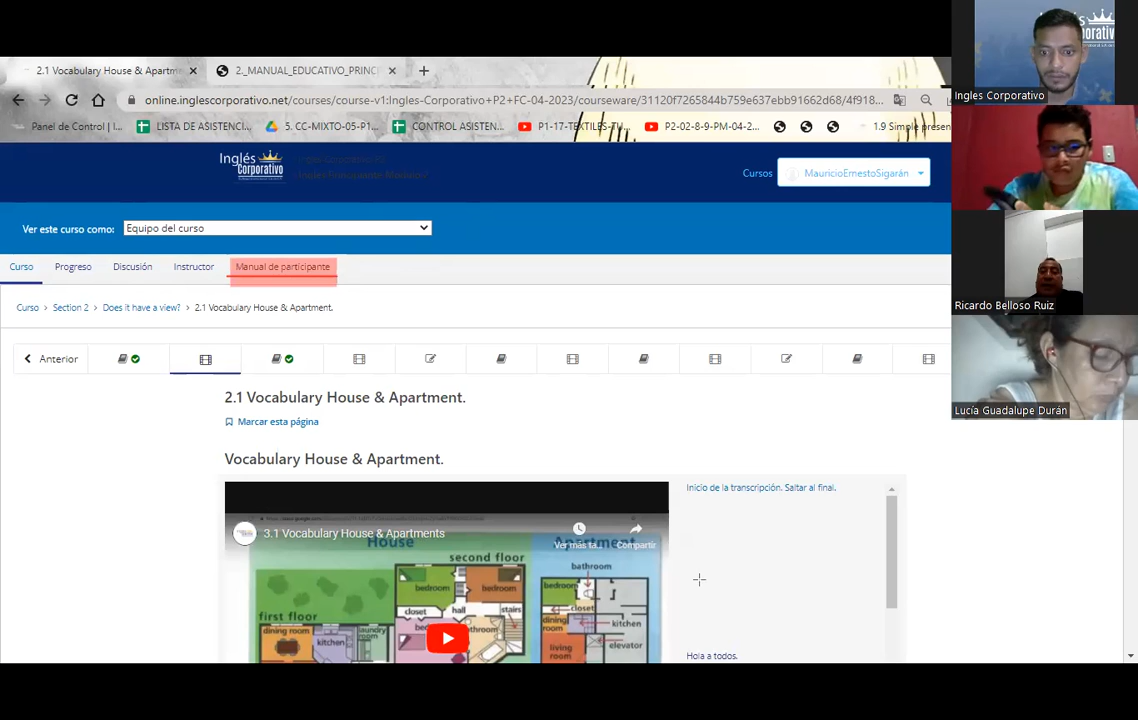 2.1 Vocabulary House & Apartm
2._MANUAL_EDUCATIVO_PRINC
online.inglescorporativo.net/courses/course-v1:Ingles-Corporativo+P2+FC-04-2023/courseware/31120f7265844b759e637ebb91662d68/4f918...
Panel de Control | I...
LISTA DE ASISTENCI...
5. CC-MIXTO-05-P1...
CONTROL ASISTEN...
P1-17-TEXTILES-TU...
P2-02-8-9-PM-04-2...
1.9 Simple presen
Inglés
Corporativo
Cursos
MauricioErnestoSigarán
Ver este curso como:
Equipo del curso
Curso
Progreso
Discusión
Instructor
Manual de participante
Curso > Section 2 > Does it have a view? > 2.1 Vocabulary House & Apartment.
Anterior
2.1 Vocabulary House & Apartment.
Marcar esta página
Vocabulary House & Apartment.
3.1 Vocabulary House & Apartments
Ver más ta...
Compartir
House
Apartment
second floor
bathroom
bedroom
bedroom
bedroom
closet
hall
stairs
closet
first floor
dining room
kitchen
laundry room
bathroom
dining room
kitchen
living room
elevator
Inicio de la transcripción. Saltar al final.
Hola a todos.
Ingles Corporativo
Ricardo Belloso Ruiz
Lucía Guadalupe Durán